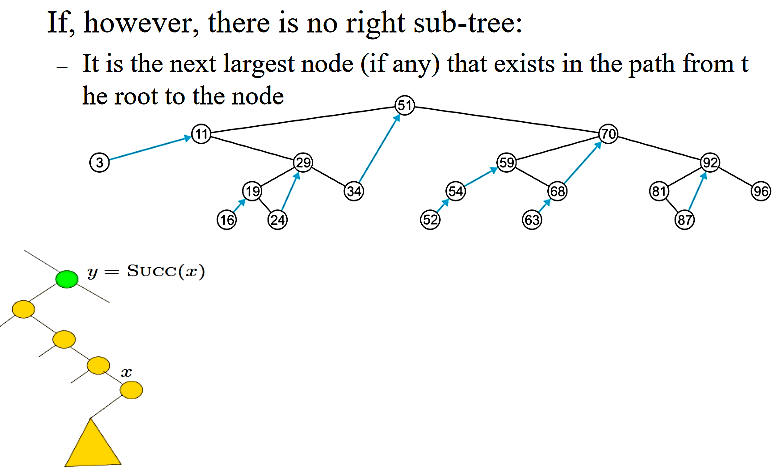 If, however, there is no right sub-tree:
– It is the next largest node (if any) that exists in the path from t
he root to the node
51
11 70
3 29 59 92
19 34 54 68 81 96
16 24 52 63 87
y = SUCC(x)
x